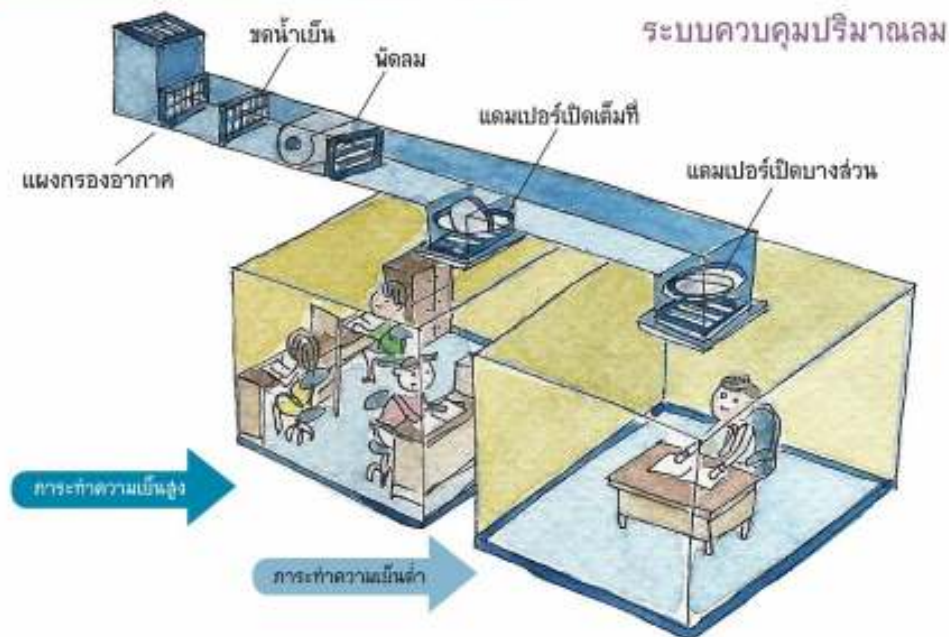 ระบบควบคุมปริมาณลม
ขดน้ำเย็น
พัดลม
แดมเปอร์เปิดเต็มที่
แดมเปอร์เปิดบางส่วน
แผงกรองอากาศ
ภาระทำความเย็นสูง
ภาระทำความเย็นต่ำ